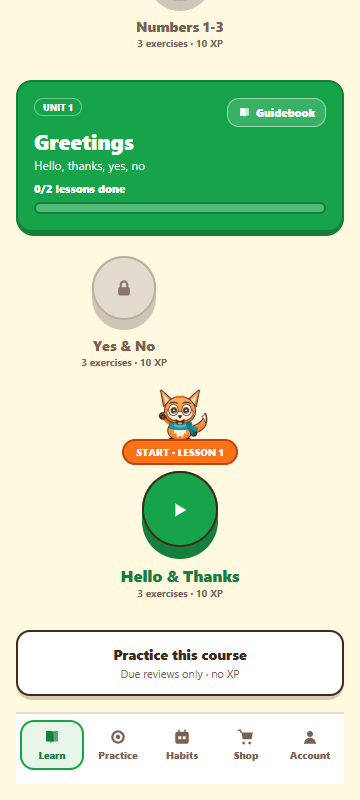 Numbers 1-3
3 exercises · 10 XP
UNIT 1
Guidebook
Greetings
Hello, thanks, yes, no
0/2 lessons done
Yes & No
3 exercises · 10 XP
START · LESSON 1
Hello & Thanks
3 exercises · 10 XP
Practice this course
Due reviews only · no XP
Learn Practice Habits Shop Account